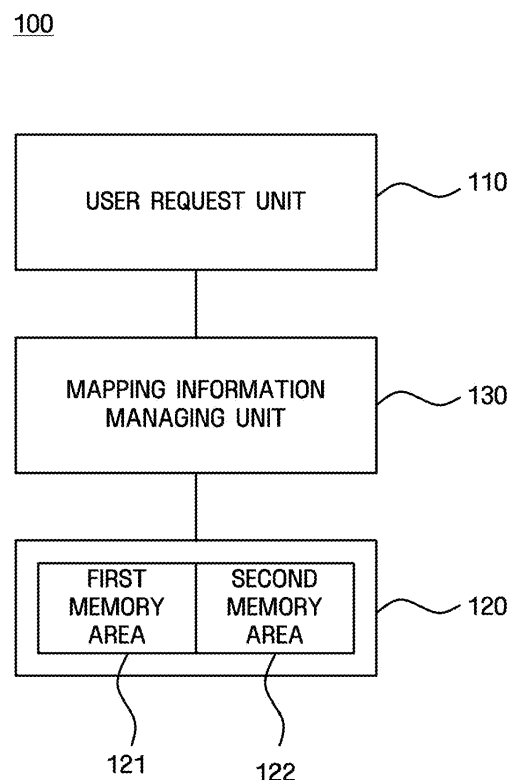 100
USER REQUEST UNIT
110
MAPPING INFORMATION
MANAGING UNIT
130
FIRST
MEMORY
AREA
SECOND
MEMORY
AREA
120
121
122